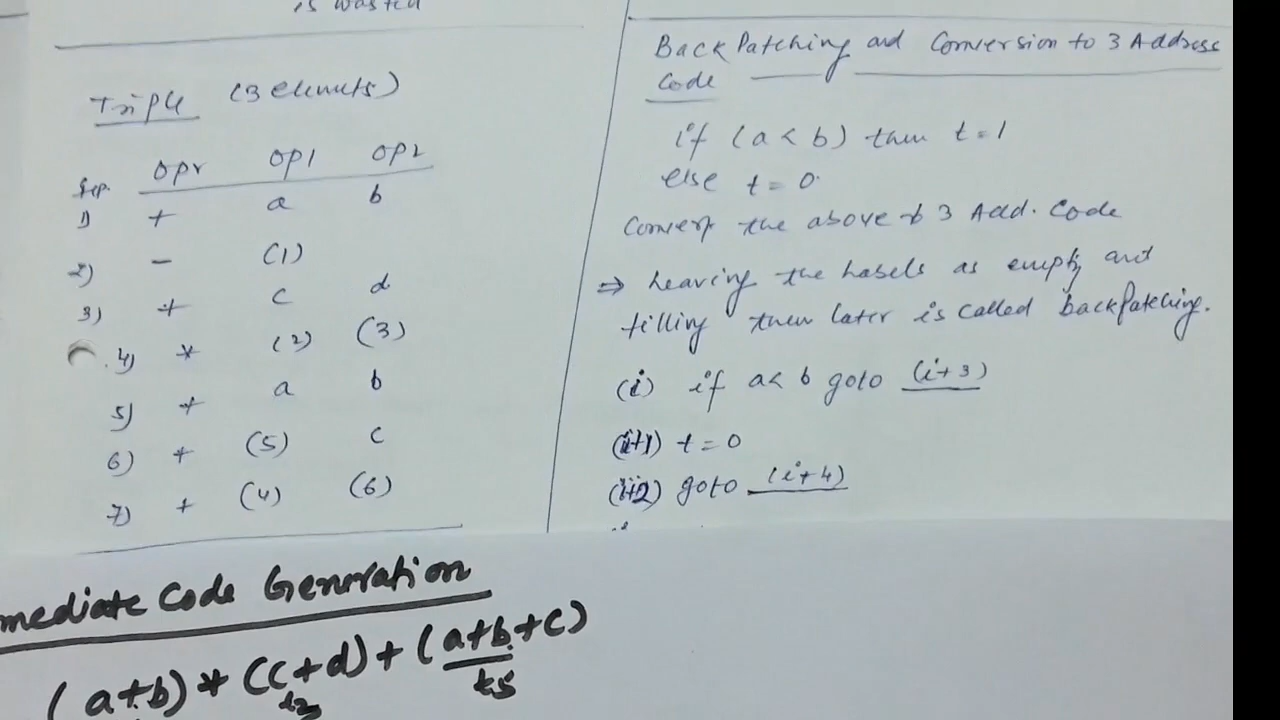 is wasted
Triple (3 elements)
Sep. opr op1 op2
1) + a b
2) - (1)
3) + c d
4) * (2) (3)
5) + a b
6) + (5) c
7) + (4) (6)
Back Patching and Conversion to 3 Address
Code
if (a < b) then t = 1
else t = 0
Convert the above to 3 Add. Code
⇒ Leaving the labels as empty and
filling them later is called backPatching.
(i) if a < b goto (i+3)
(i+1) t = 0
(i+2) goto (i+4)
mediate Code Generation
(a+b) * (c+d) + (a+b+c)
t3 t5